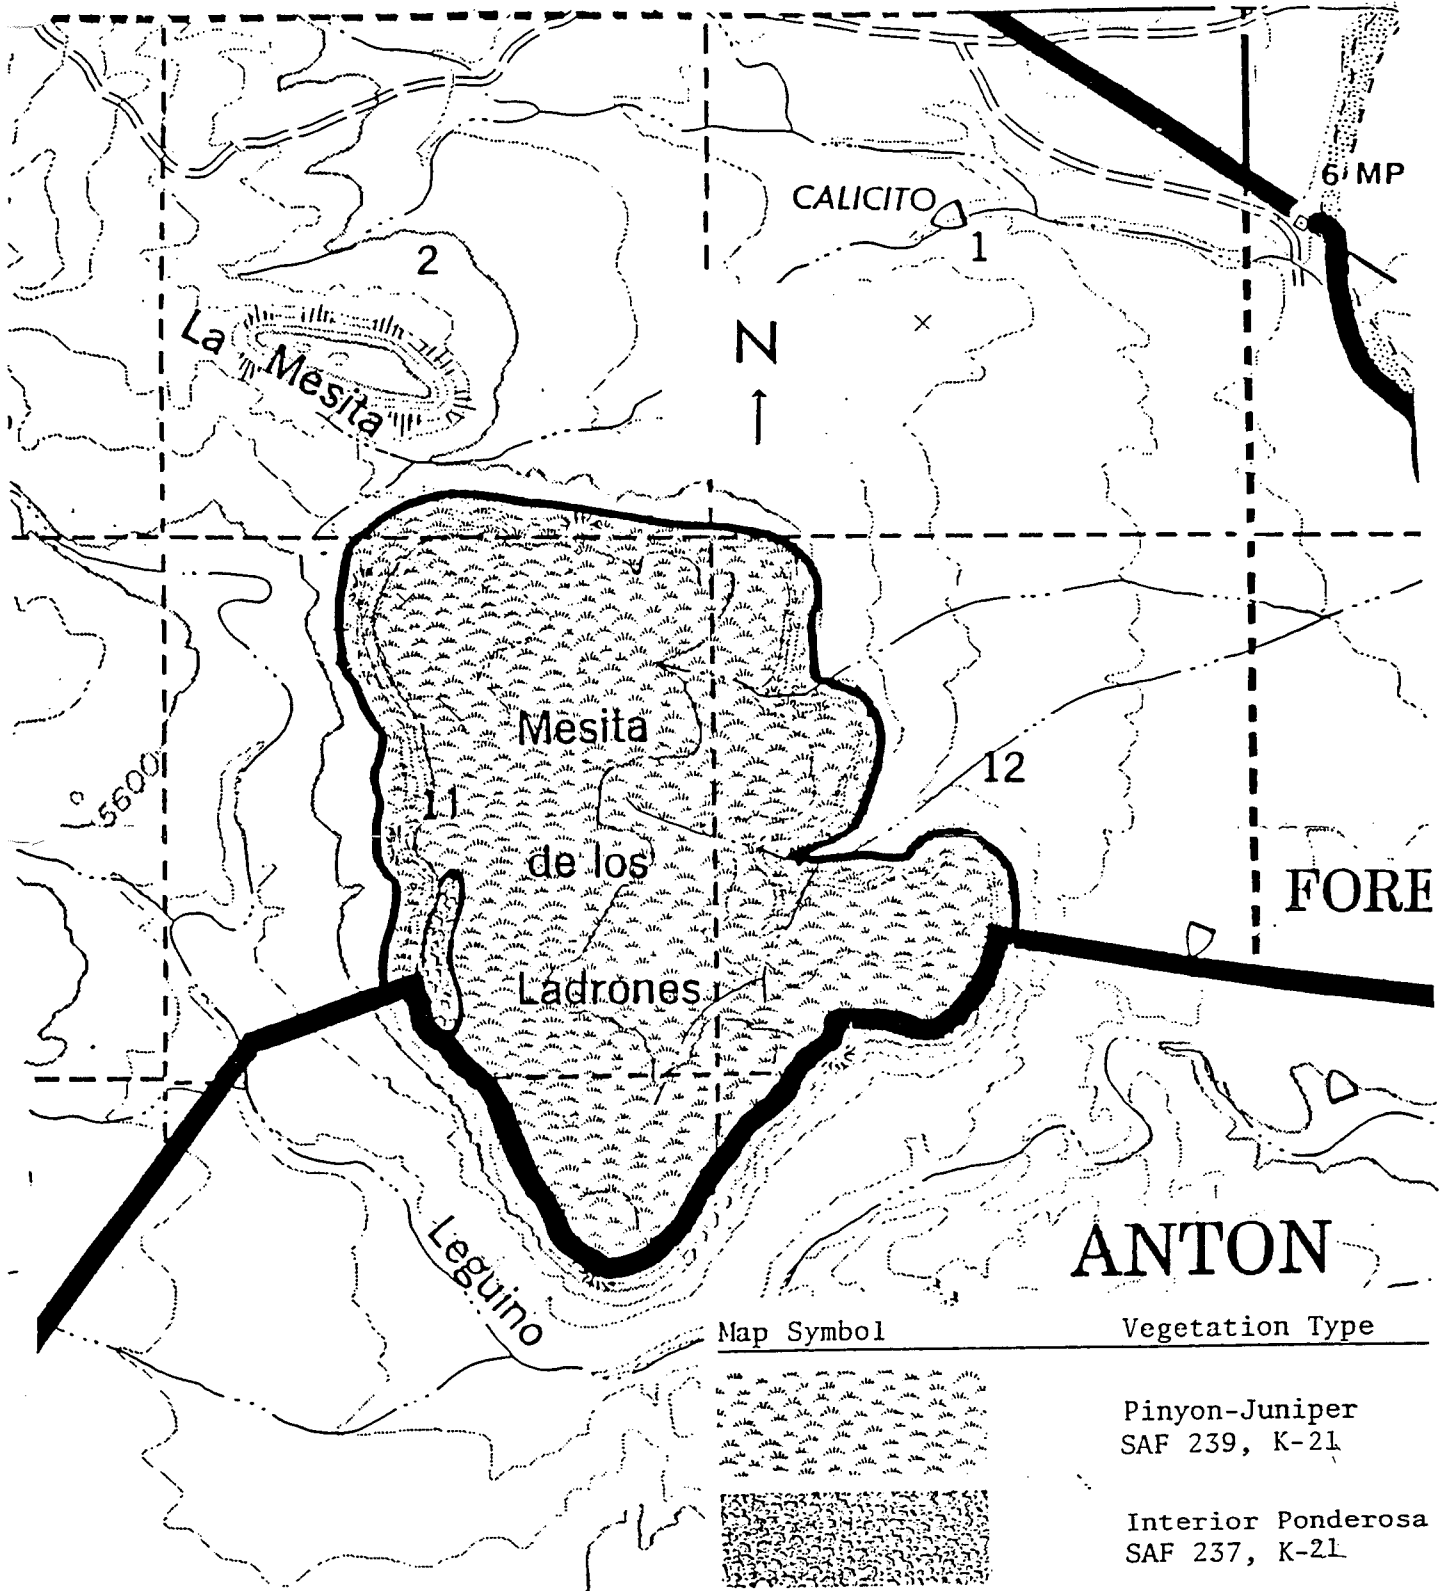 6 MP
CALICITO
1
2
La Mesita
N
Mesita
12
5600
11
de los
FORE
Ladrones
ANTON
Leguino
Map Symbol Vegetation Type
Pinyon-Juniper
SAF 239, K-21
Interior Ponderosa
SAF 237, K-21